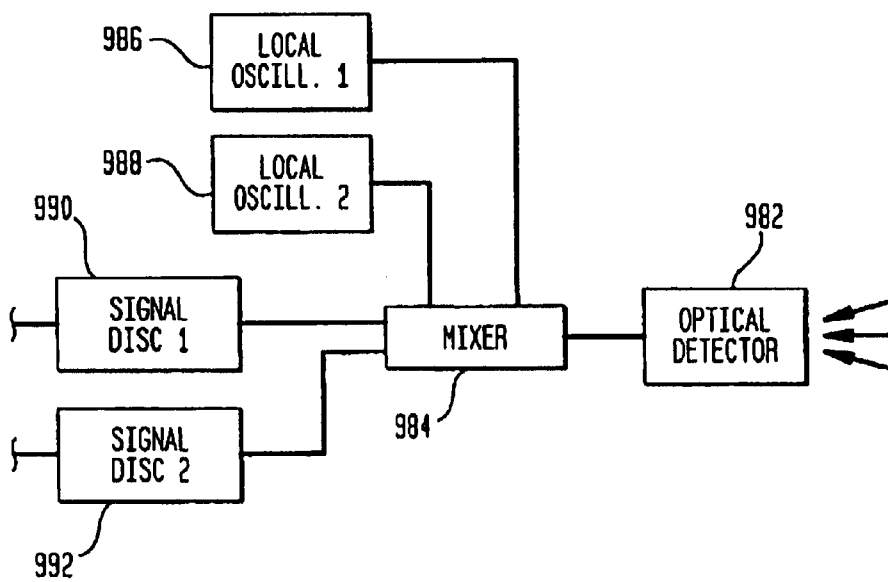 986
LOCAL
OSCILL. 1
988
LOCAL
OSCILL. 2
990
SIGNAL
DISC 1
982
OPTICAL
DETECTOR
MIXER
984
SIGNAL
DISC 2
992